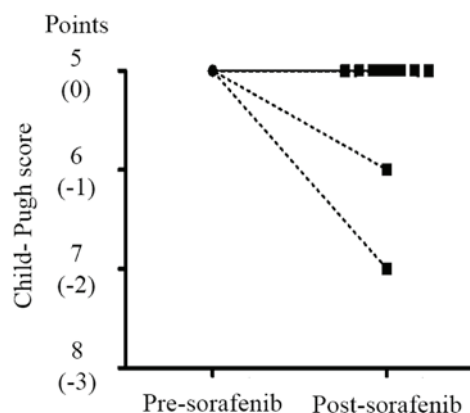 Points
5
(0)
6
(-1)
7
(-2)
8
(-3)
Child- Pugh score
Pre-sorafenib Post-sorafenib